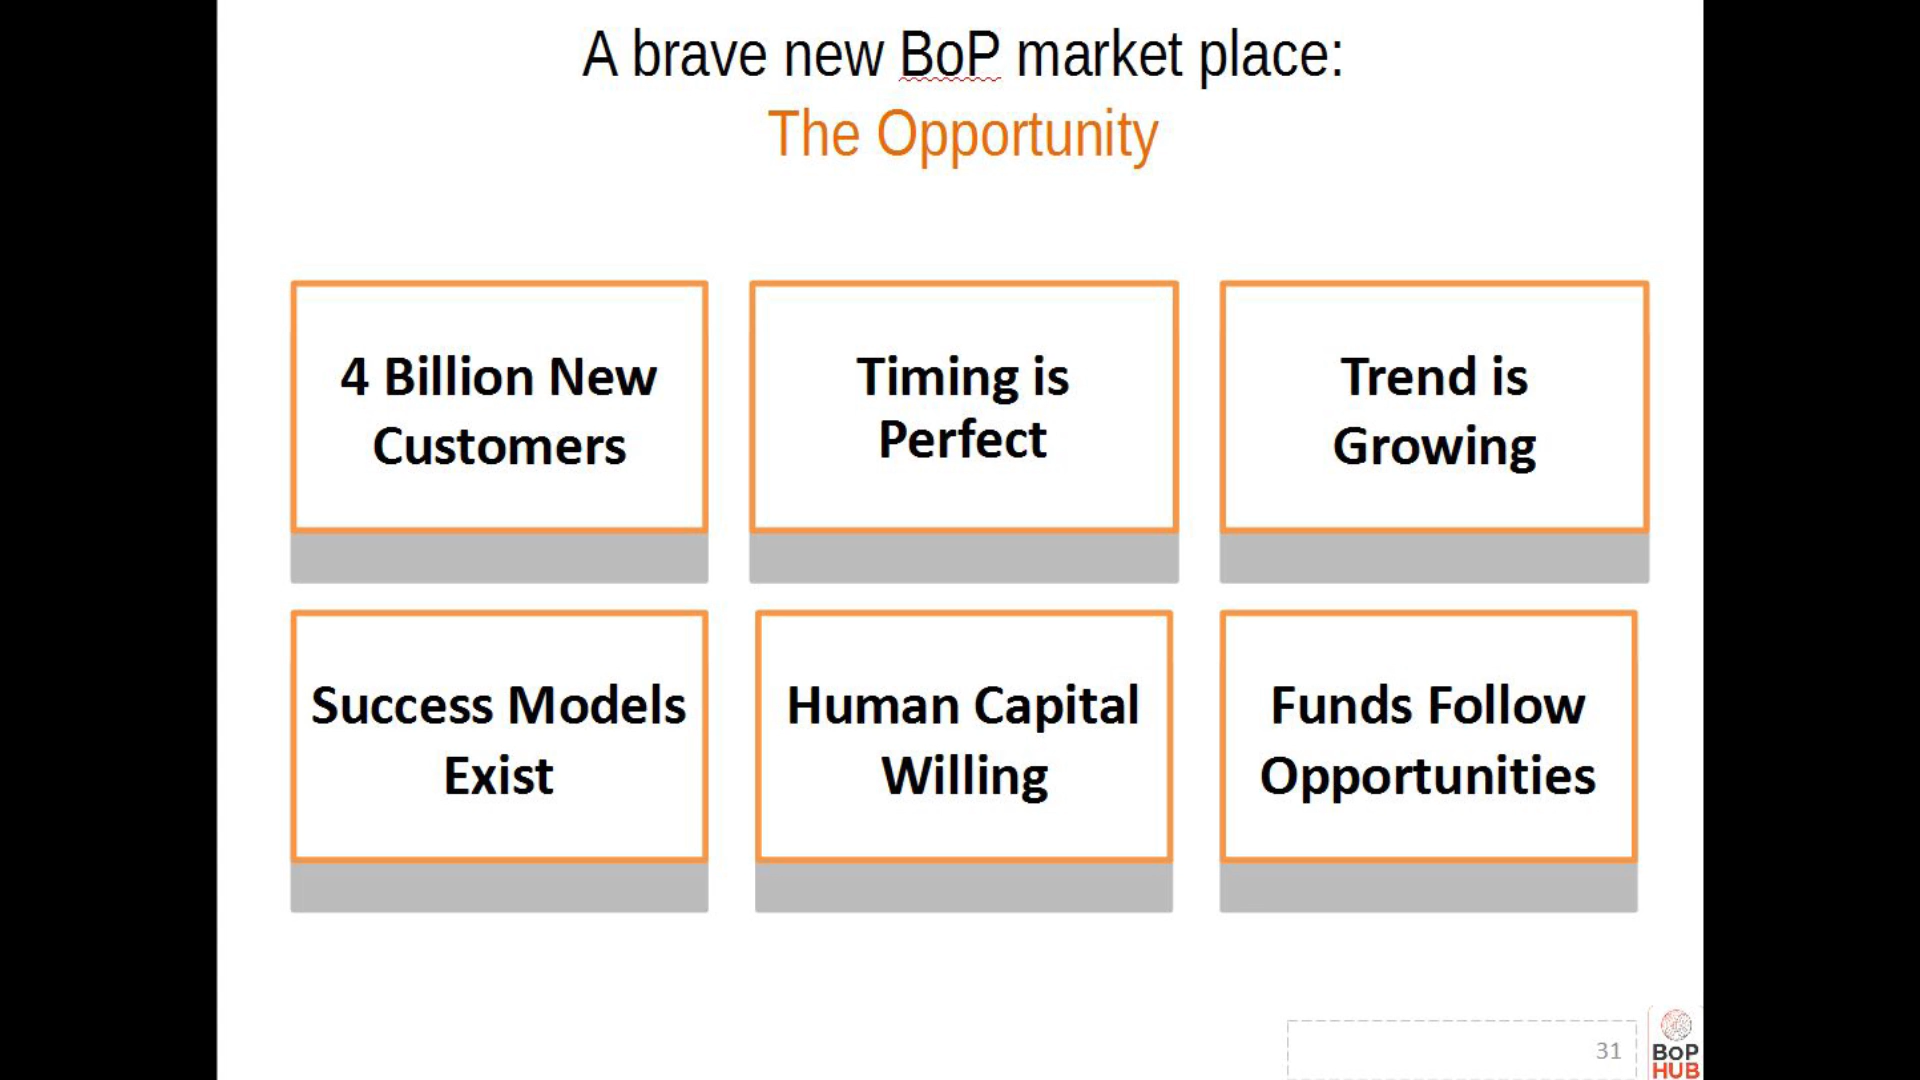 A brave new BoP market place:
The Opportunity
4 Billion New
Customers
Timing is
Perfect
Trend is
Growing
Success Models
Exist
Human Capital
Willing
Funds Follow
Opportunities
31
BoP
HUB